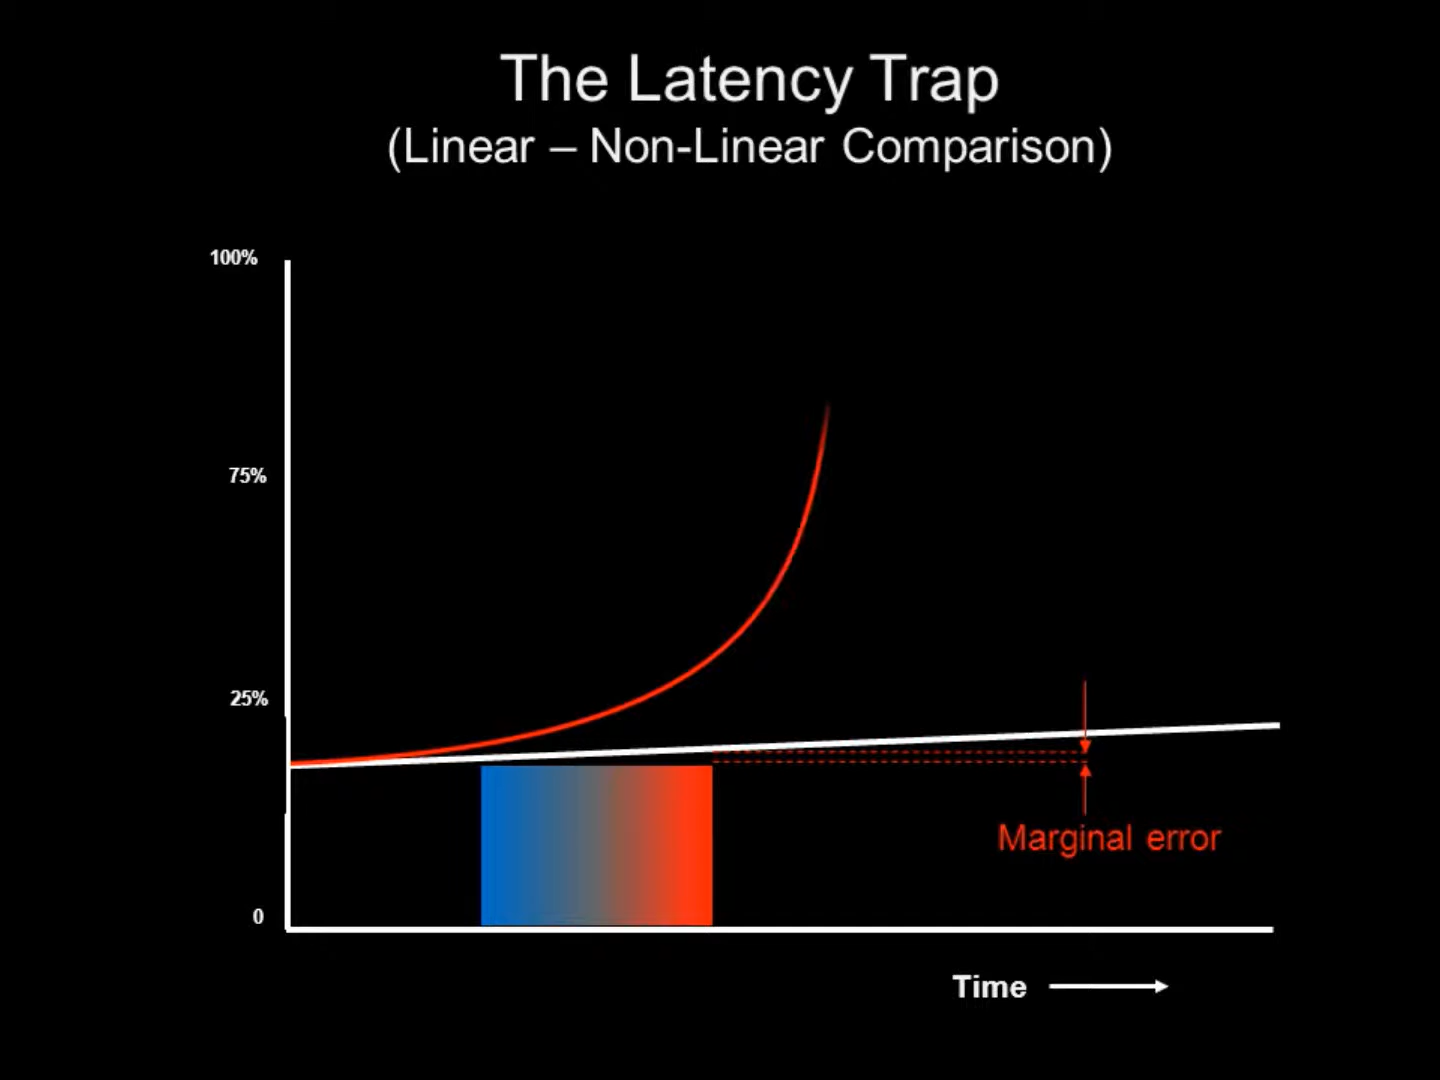 The Latency Trap
(Linear – Non-Linear Comparison)
100%
75%
25%
Marginal error
0
Time